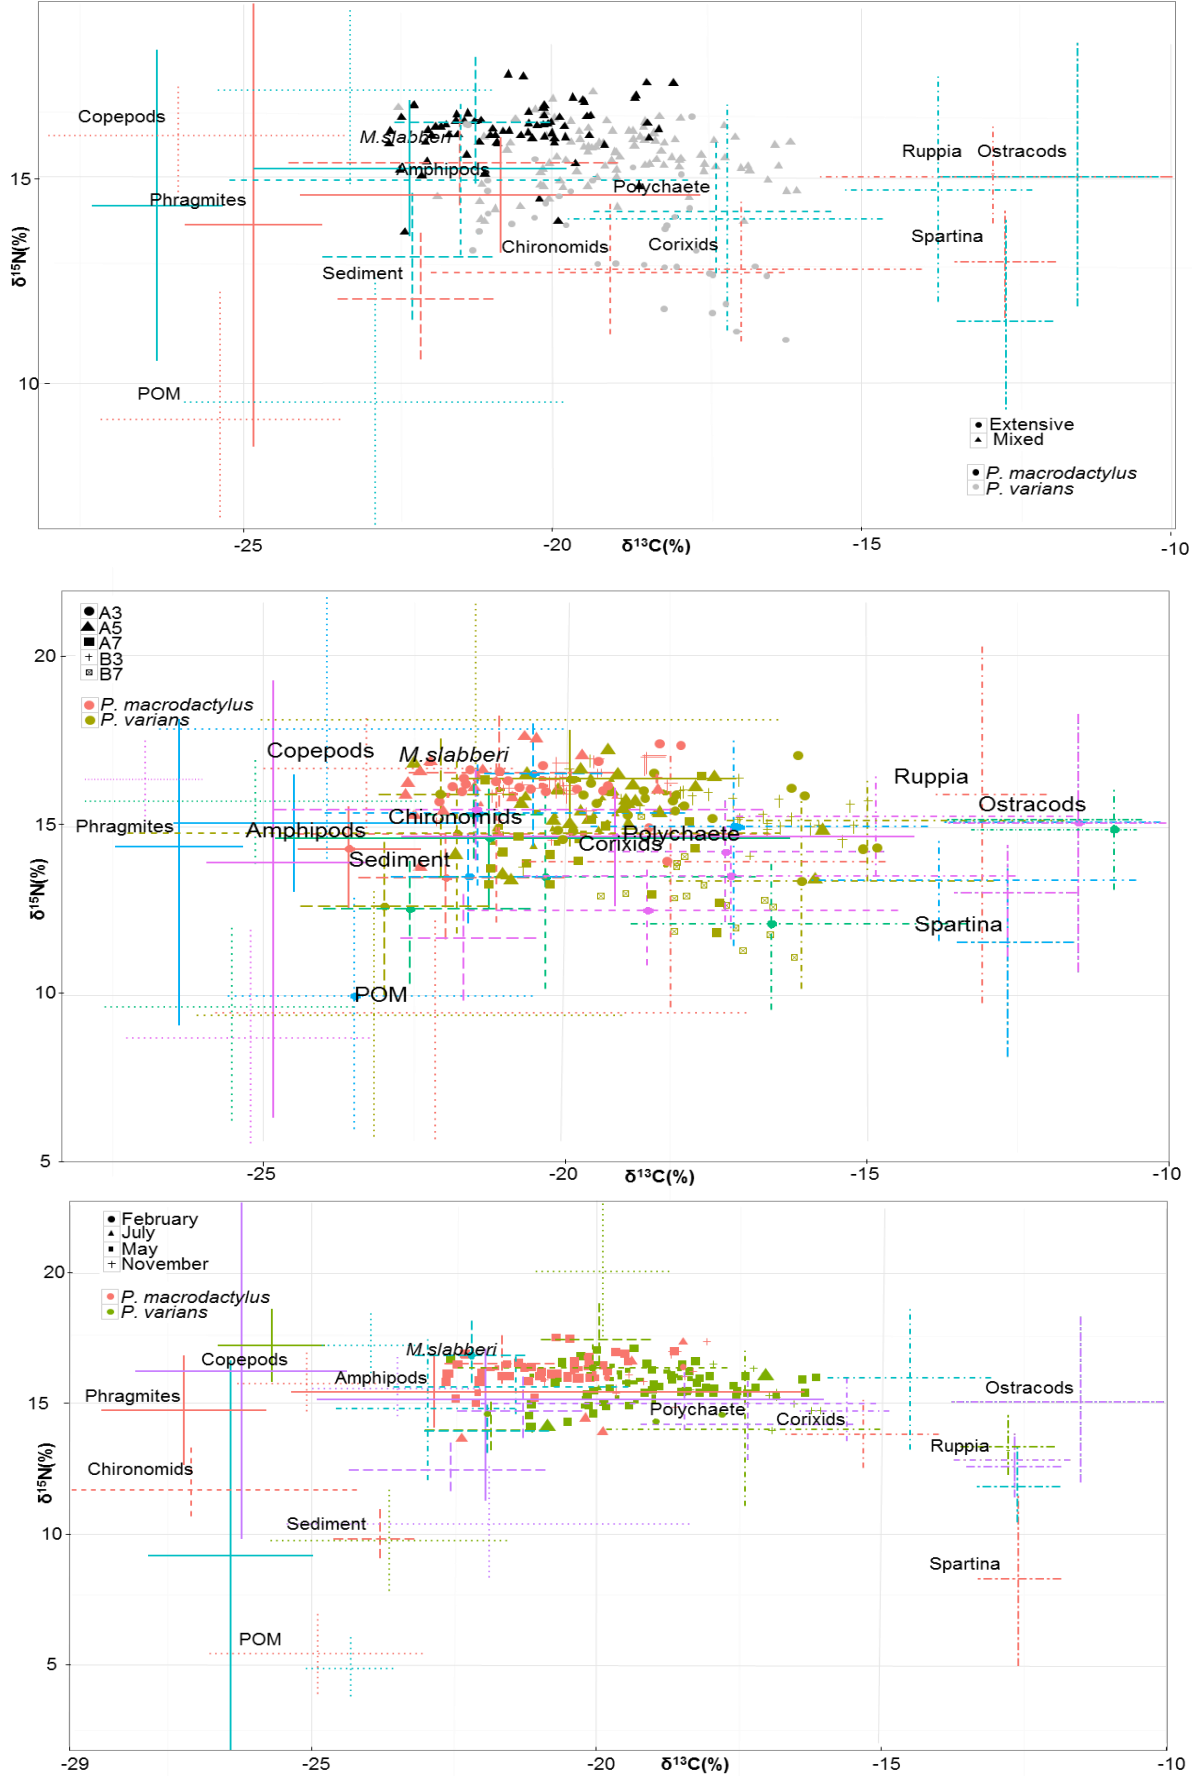 Copepods
M.slabberi
Amphipods
Ruppia Ostracods
15
Phragmites
Polychaete
δ¹⁵N(%)
Chironomids Corixids Spartina
Sediment
10
POM
Extensive
Mixed
P. macrodactylus
P. varians
-25 -20 -15 -10
δ¹³C(%)
A3
A5
A7
B3
B7
20
P. macrodactylus
P. varians
Copepods M.slabberi
Ruppia
Ostracods
15
Phragmites Chironomids
Amphipods Polychaete
Corixids
Sediment
δ¹⁵N(%)
Spartina
10
POM
5
-25 -20 -15 -10
δ¹³C(%)
February
July
May
November
20
P. macrodactylus
P. varians
M.slabberi
Copepods
Amphipods
Phragmites Ostracods
15
Polychaete Corixids
Ruppia
Chironomids
δ¹⁵N(%)
Sediment
10
Spartina
POM
5
-29 -25 -20 δ¹³C(%) -15 -10